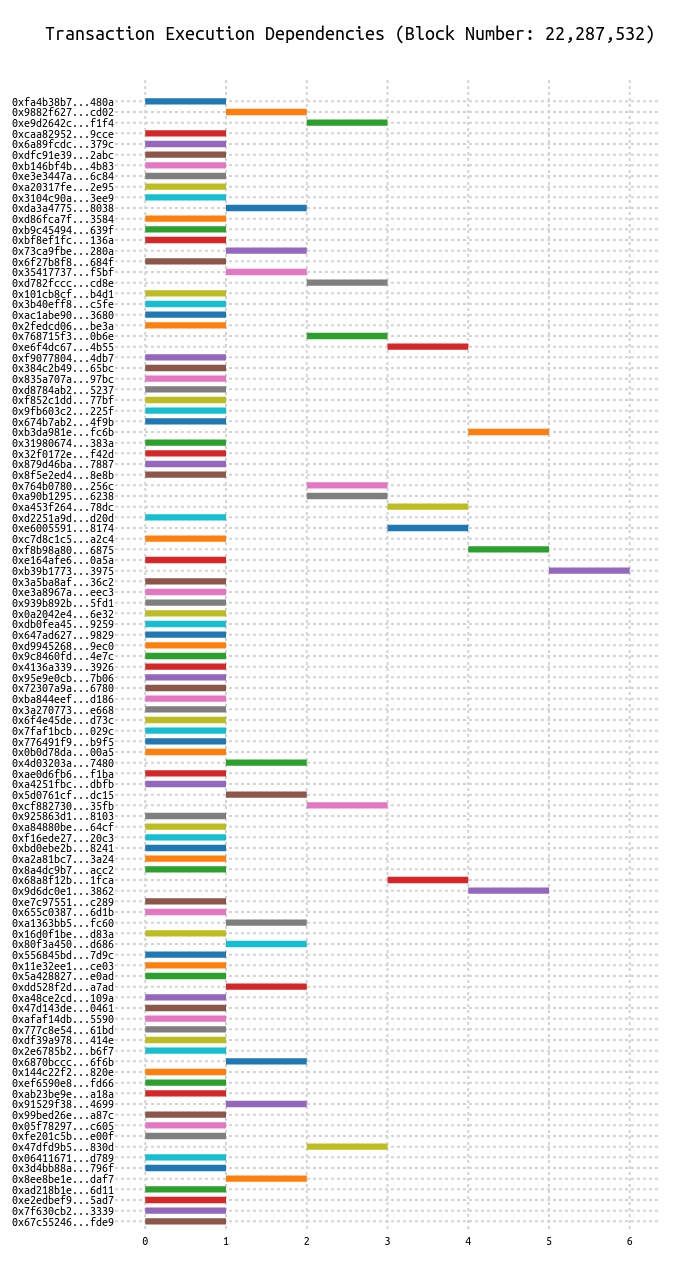 Transaction Execution Dependencies (Block Number: 22,287,532)
0xfa4b38b7...480a
0x9882f627...cd02
0xe9d2642c...f1f4
0xcaa82952...9cce
0x6a89fcdc...379c
0xdfc91e39...2abc
0xb146bf4b...4b83
0xe3e3447a...6c84
0xa20317fe...2e95
0x3104c90a...3ee9
0xda3a4775...8038
0xd86fca7f...3584
0xb9c45494...639f
0xbf8ef1fc...136a
0x73ca9fbe...280a
0x6f27b8f8...684f
0x35417737...f5bf
0xd782fccc...cd8e
0x101cb8cf...b4d1
0x3b40eff8...c5fe
0xac1abe90...3680
0x2fedcd06...be3a
0x768715f3...0b6e
0xe6f4dc67...4b55
0xf9077804...4db7
0x384c2b49...65bc
0x835a707a...97bc
0xd8784ab2...5237
0xf852c1dd...77bf
0x9fb603c2...225f
0x674b7ab2...4f9b
0xb3da981e...fc6b
0x31980674...383a
0x32f0172e...f42d
0x879d46ba...7887
0x8f5e2ed4...8e8b
0x764b0780...256c
0xa90b1295...6238
0xa453f264...78dc
0xd2251a9d...d20d
0xe6005591...8174
0xc7d8c1c5...a2c4
0xf8b98a80...6875
0xe164afe6...0a5a
0xb39b1773...3975
0x3a5ba8af...36c2
0xe3a8967a...eec3
0x939b892b...5fd1
0x0a2042e4...6e32
0xdb0fea45...9259
0x647ad627...9829
0xd9945268...9ec0
0x9c8460fd...4e7c
0x4136a339...3926
0x95e9e0cb...7b06
0x72307a9a...6780
0xba844eef...d186
0x3a270773...e668
0x6f4e45de...d73c
0x7faf1bcb...029c
0x776491f9...b9f5
0x0b0d78da...00a5
0x4d03203a...7480
0xae0d6fb6...f1ba
0xa4251fbc...dbfb
0x5d0761cf...dc15
0xcf882730...35fb
0x925863d1...8103
0xa84880be...64cf
0xf16ede27...20c3
0xbd0ebe2b...8241
0xa2a81bc7...3a24
0x8a4dc9b7...acc2
0x68a8f12b...1fca
0x9d6dc0e1...3862
0xe7c97551...c289
0x655c0387...6d1b
0xa1363bb5...fc60
0x16d0f1be...d83a
0x80f3a450...d686
0x556845bd...7d9c
0x11e32ee1...ce03
0x5a428827...e0ad
0xdd528f2d...a7ad
0xa48ce2cd...109a
0x47d143de...0461
0xafaf14db...5590
0x777c8e54...61bd
0xdf39a978...414e
0x2e6785b2...b6f7
0x6870bccc...6f6b
0x144c22f2...820e
0xef6590e8...fd66
0xab23be9e...a18a
0x91529f38...4699
0x99bed26e...a87c
0x05f78297...c605
0xfe201c5b...e00f
0x47dfd9b5...830d
0x06411671...d789
0x3d4bb88a...796f
0x8ee8be1e...daf7
0xad218b1e...6d11
0xe2edbef9...5ad7
0x7f630cb2...3339
0x67c55246...fde9
0 1 2 3 4 5 6